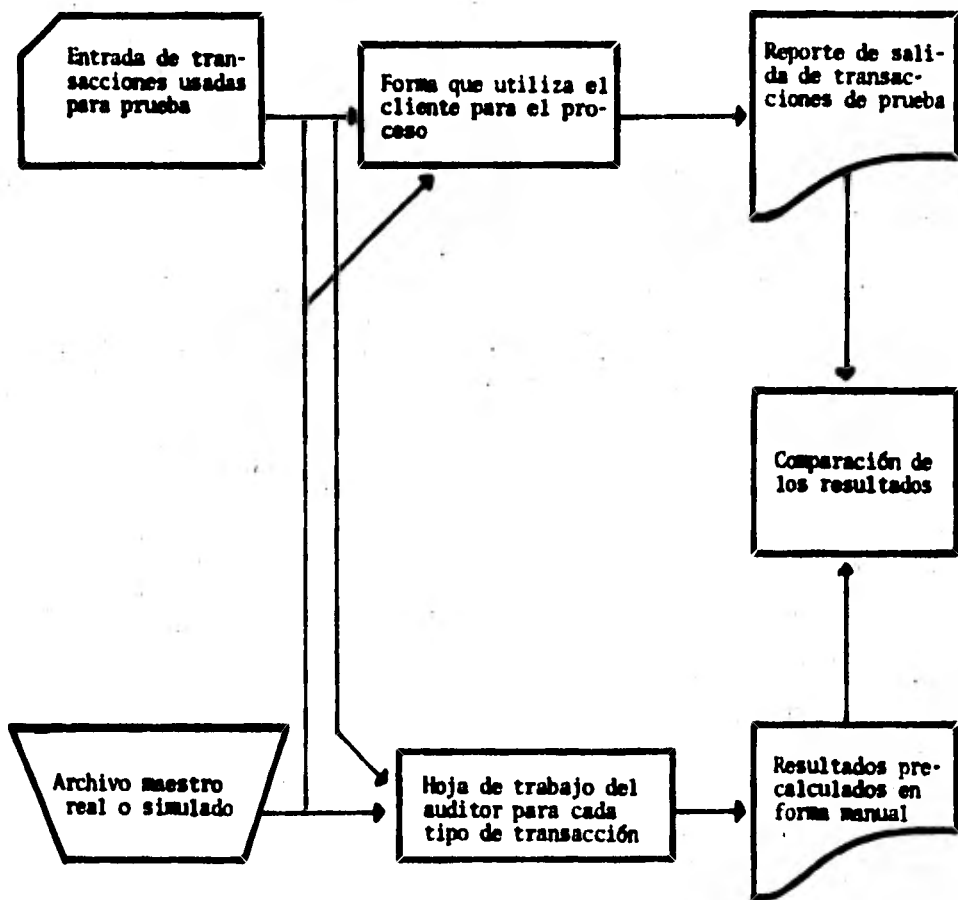 Entrada de tran-
sacciones usadas
para prueba
Forma que utiliza el
cliente para el pro-
ceso
Reporte de sali-
da de transac-
ciones de prueba
Comparación de
los resultados
Archivo maestro
real o simulado
Hoja de trabajo del
auditor para cada
tipo de transacción
Resultados pre-
calculados en
forma manual